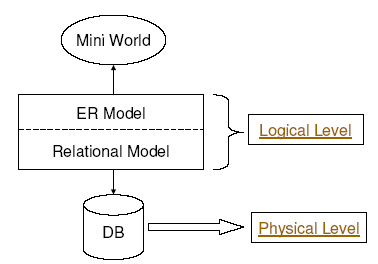 Mini World
ER Model
Relational Model
Logical Level
DB
Physical Level